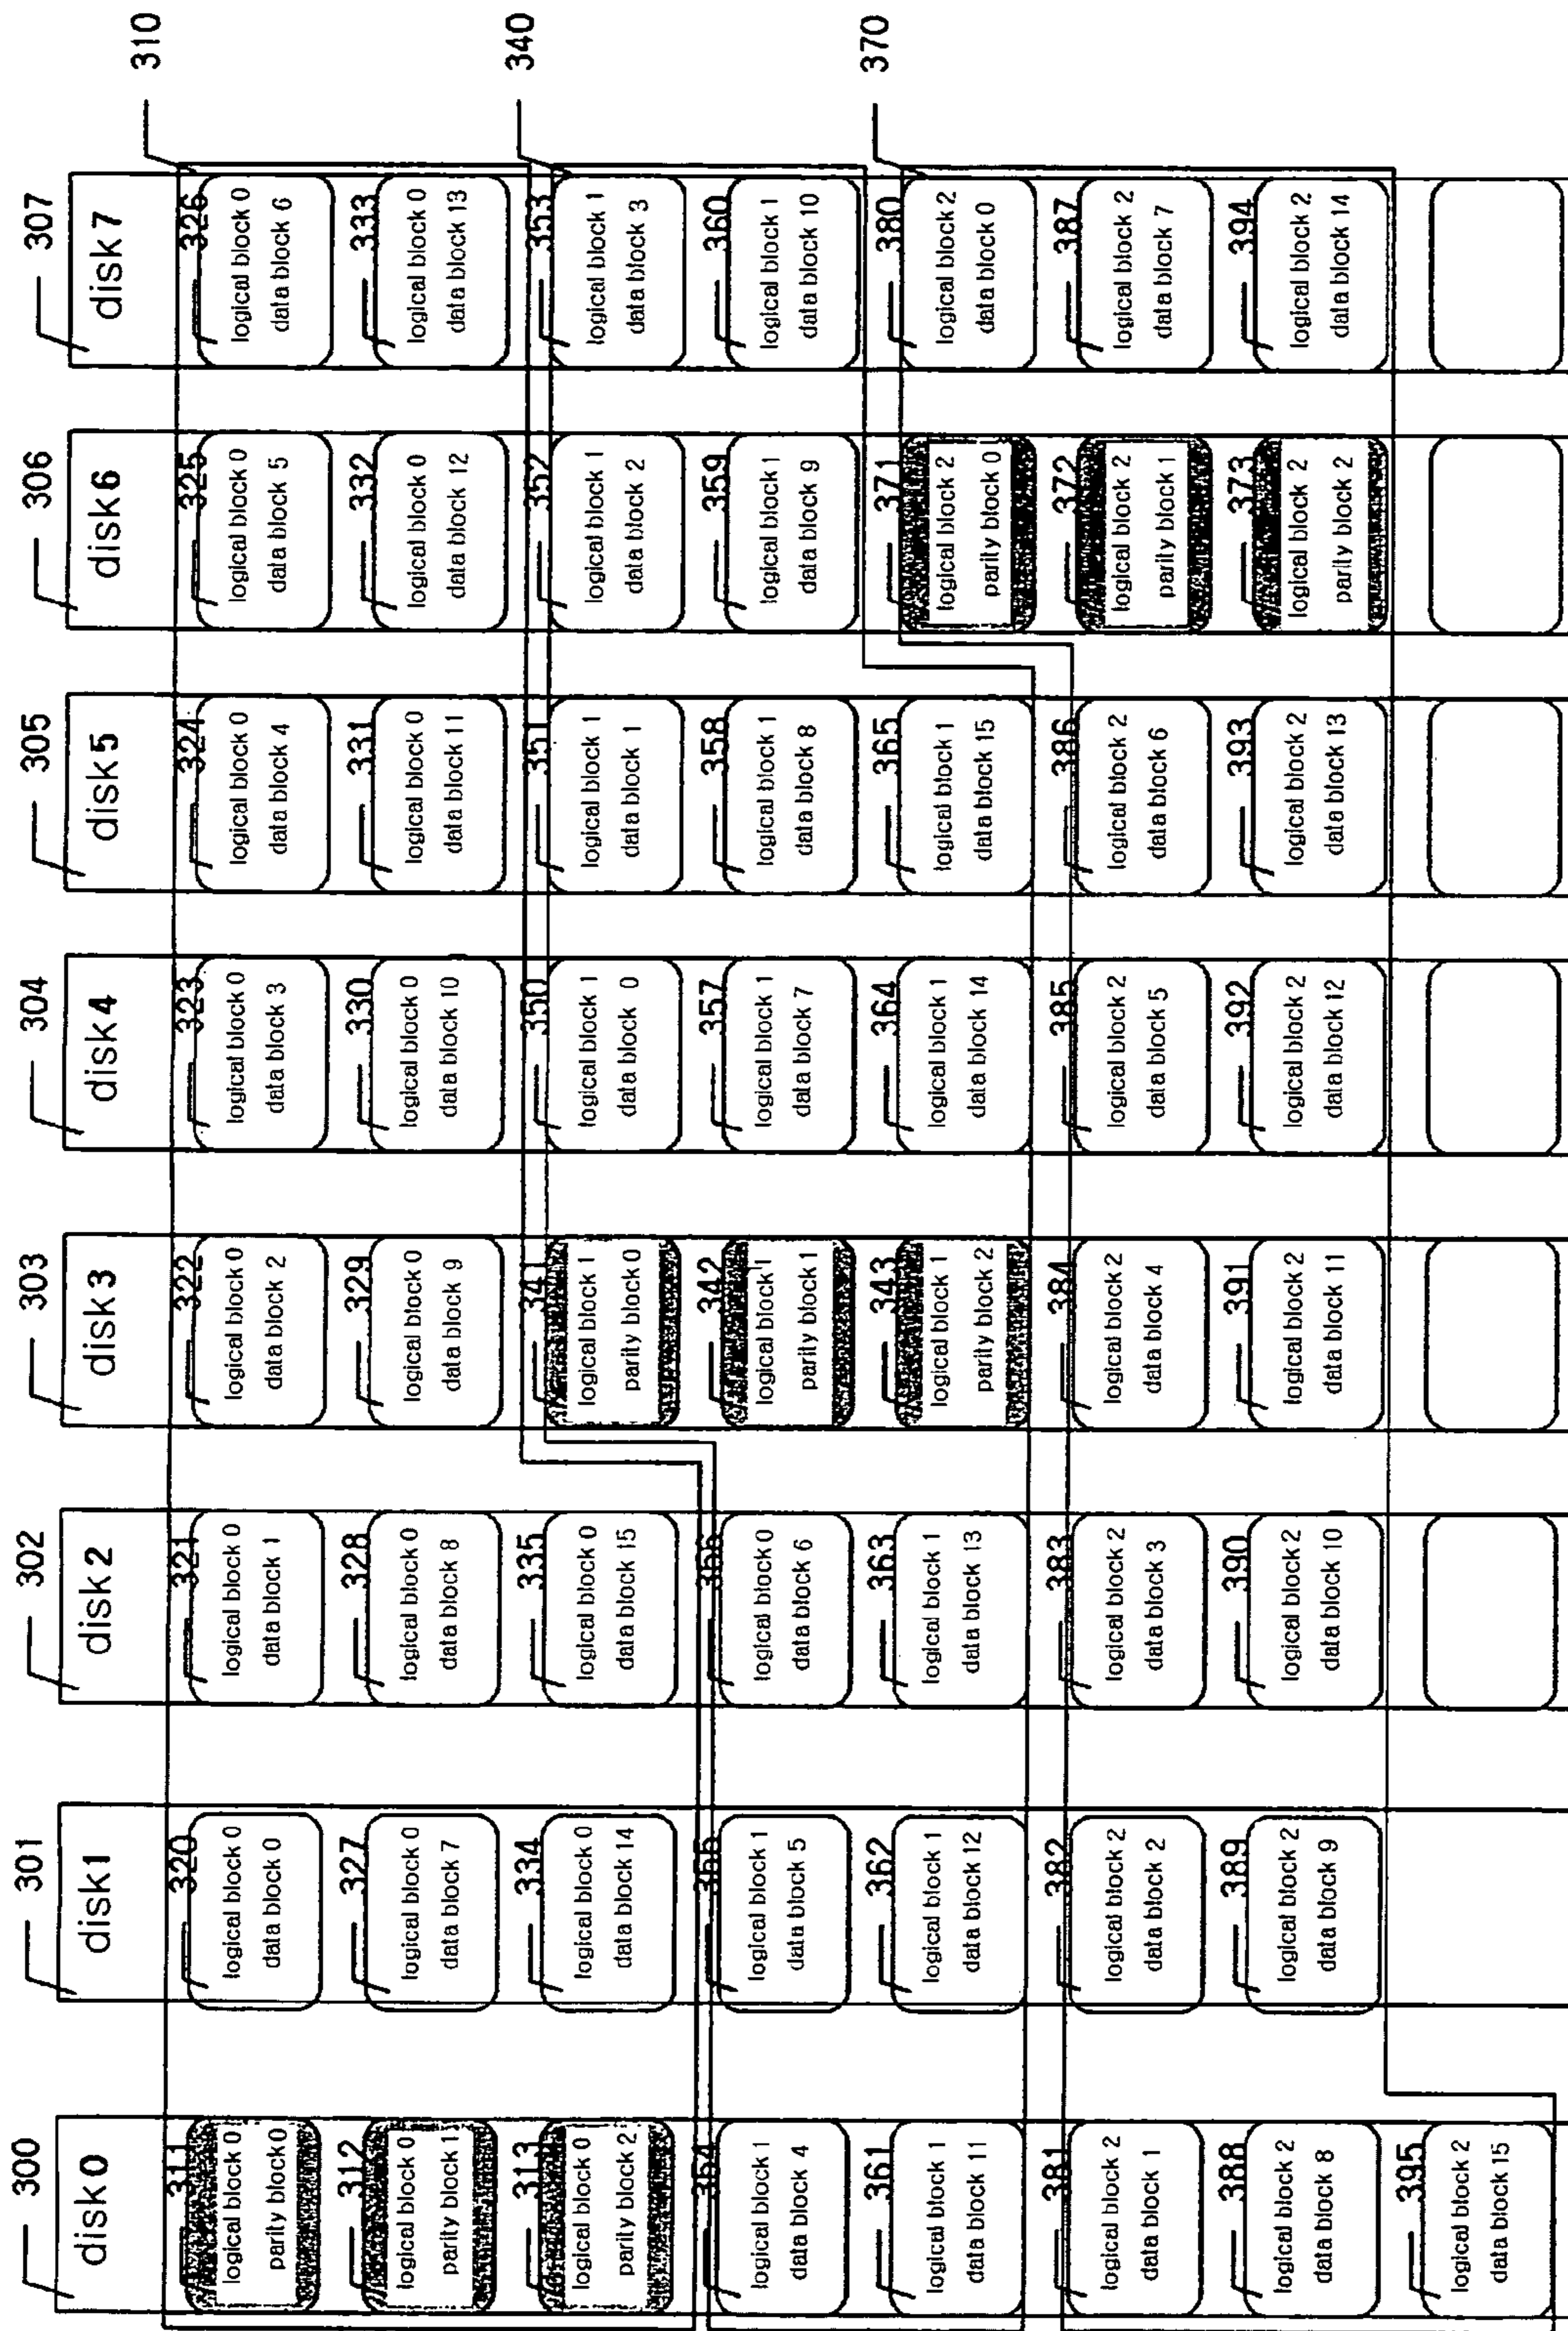 300 301 302 303 304 305 306 307
disk 0 disk 1 disk 2 disk 3 disk 4 disk 5 disk 6 disk 7
310
311 320 321 322 323 324 325 326
logical block 0 logical block 0 logical block 0 logical block 0 logical block 0 logical block 0 logical block 0 logical block 0
parity block 0 data block 0 data block 1 data block 2 data block 3 data block 4 data block 5 data block 6
312 327 328 329 330 331 332 333
logical block 0 logical block 0 logical block 0 logical block 0 logical block 0 logical block 0 logical block 0 logical block 0
parity block 1 data block 7 data block 8 data block 9 data block 10 data block 11 data block 12 data block 13
340
313 334 335 341 350 351 352 353
logical block 0 logical block 0 logical block 0 logical block 1 logical block 1 logical block 1 logical block 1 logical block 1
parity block 2 data block 14 data block 15 parity block 0 data block 0 data block 1 data block 2 data block 3
342 357 358 359 360
logical block 1 logical block 1 logical block 0 logical block 1 logical block 1 logical block 1 logical block 1 logical block 1
data block 4 data block 5 data block 6 parity block 1 data block 7 data block 8 data block 9 data block 10
370
361 362 363 343 364 365 371 380
logical block 1 logical block 1 logical block 1 logical block 1 logical block 1 logical block 1 logical block 2 logical block 2
data block 11 data block 12 data block 13 parity block 2 data block 14 data block 15 parity block 0 data block 0
381 382 383 384 385 386 372 387
logical block 2 logical block 2 logical block 2 logical block 2 logical block 2 logical block 2 logical block 2 logical block 2
data block 1 data block 2 data block 3 data block 4 data block 5 data block 6 parity block 1 data block 7
388 389 390 391 392 393 373 394
logical block 2 logical block 2 logical block 2 logical block 2 logical block 2 logical block 2 logical block 2 logical block 2
data block 8 data block 9 data block 10 data block 11 data block 12 data block 13 parity block 2 data block 14
395
logical block 2
data block 15